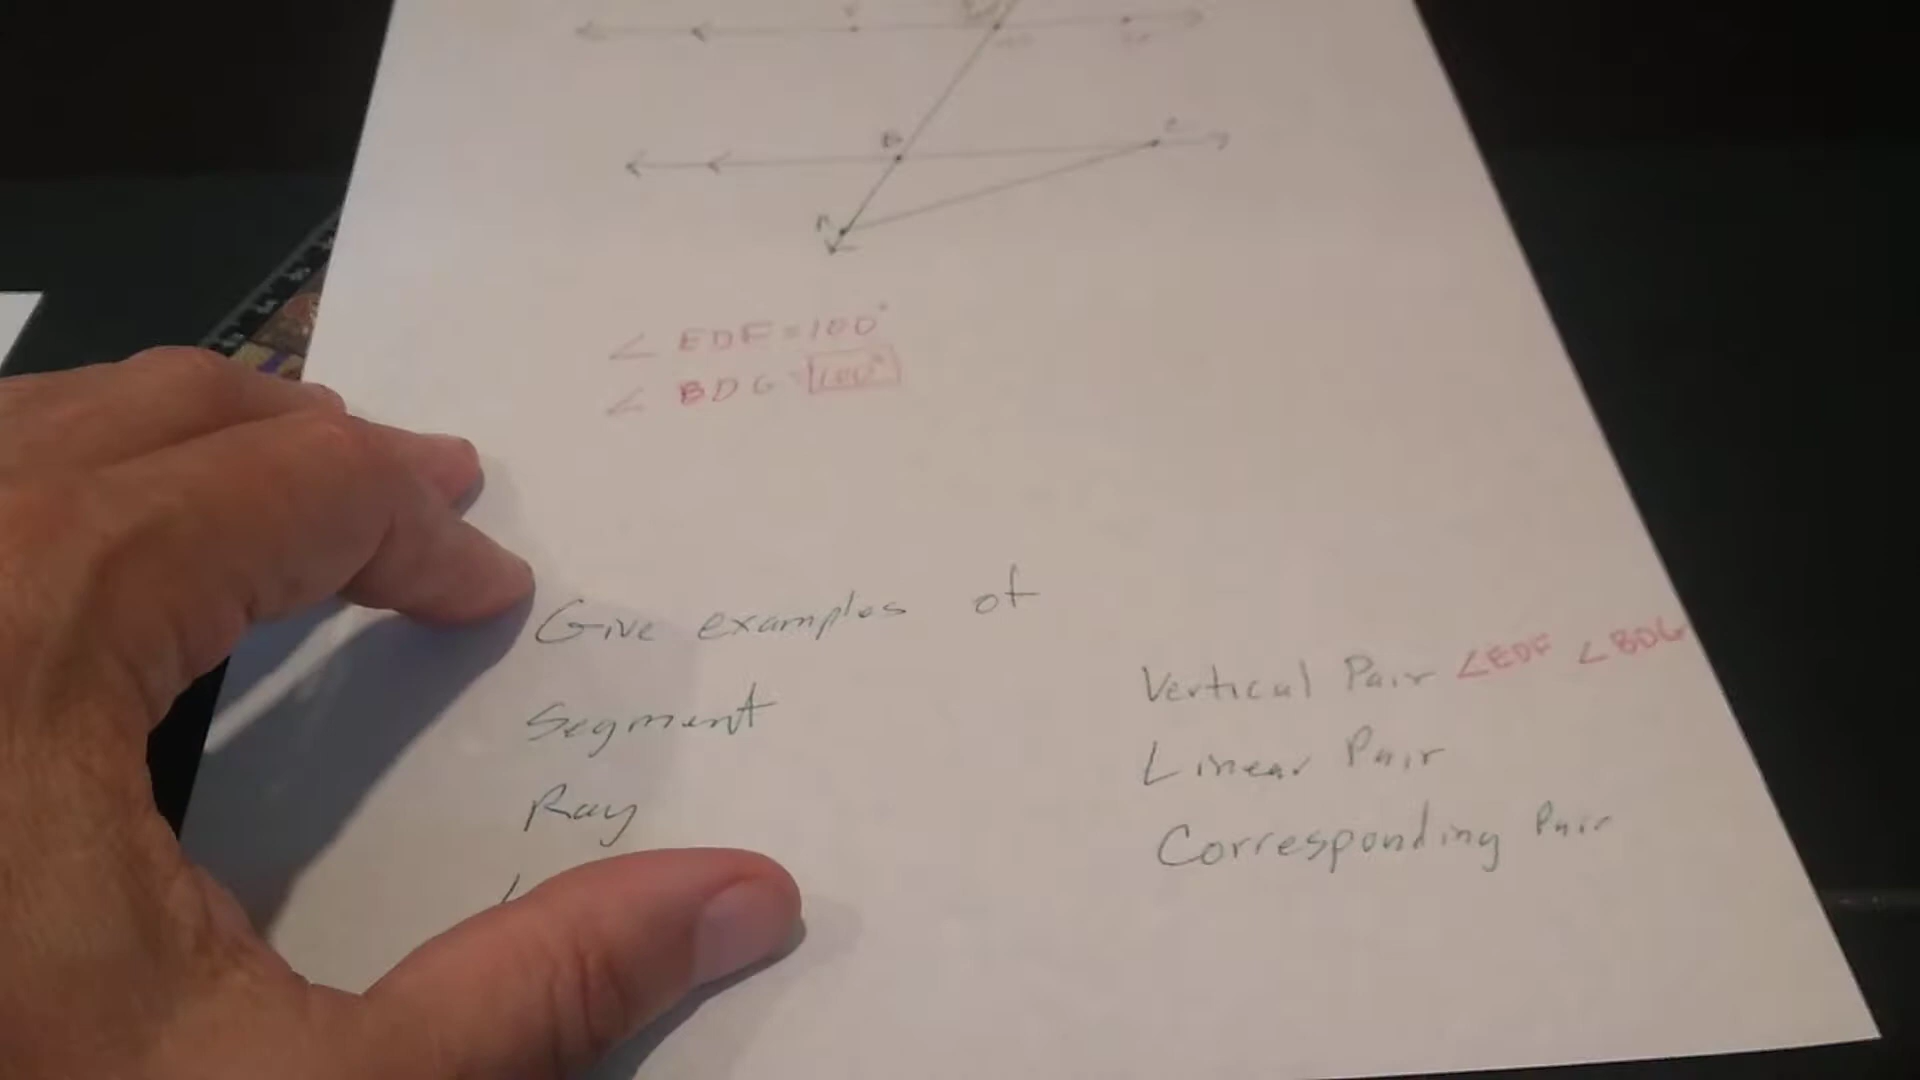 B
C
A
∠ EDF = 100°
∠ BDG = 100°
Give examples of
Segment
Ray
Vertical Pair ∠EDF ∠BDG
Linear Pair
Corresponding Pair